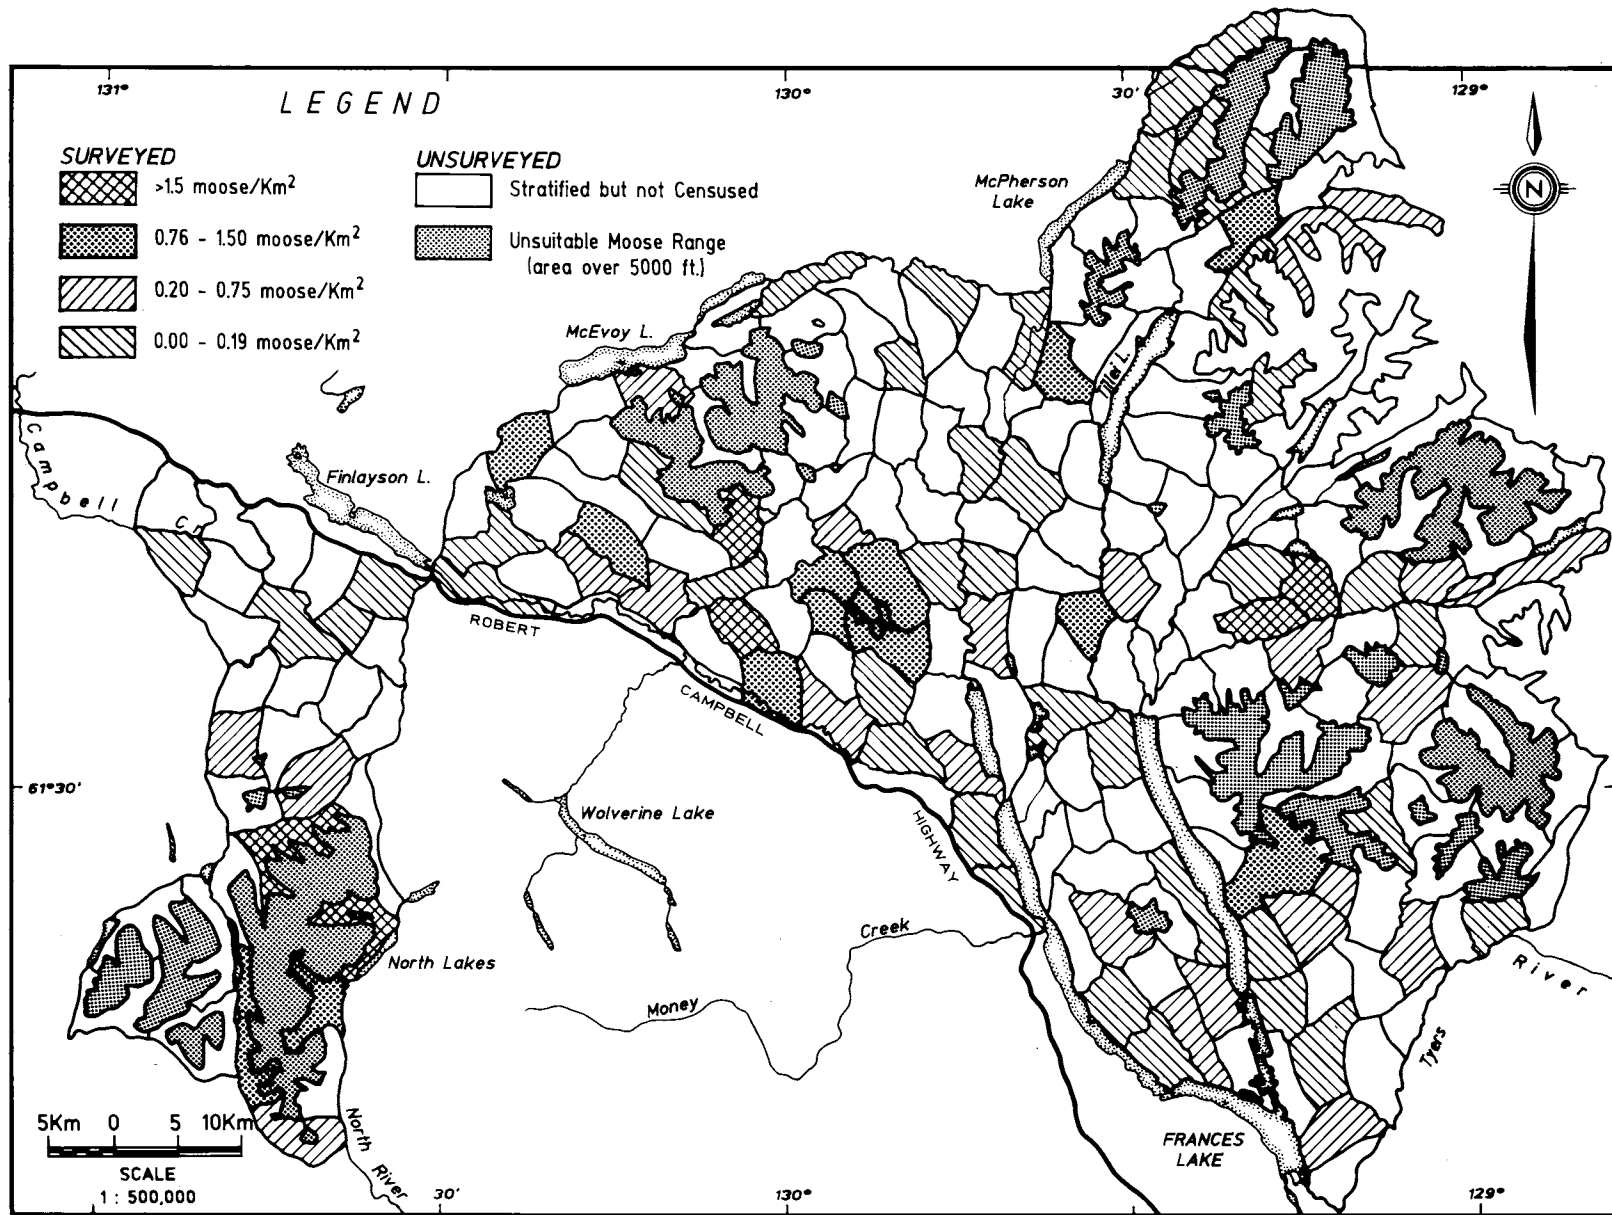 131°
130°
30'
129°
LEGEND
SURVEYED
>1.5 moose/Km²
0.76 - 1.50 moose/Km²
0.20 - 0.75 moose/Km²
0.00 - 0.19 moose/Km²
UNSURVEYED
Stratified but not Censused
Unsuitable Moose Range
(area over 5000 ft.)
N
McPherson
Lake
McEvoy L.
Finlayson L.
Campbell
Cr.
ROBERT
CAMPBELL
HIGHWAY
61°30'
Wolverine Lake
North Lakes
Creek
Money
River
Tyers
FRANCES
LAKE
North
River
5Km 0 5 10Km
SCALE
1 : 500,000
30'
130°
129°